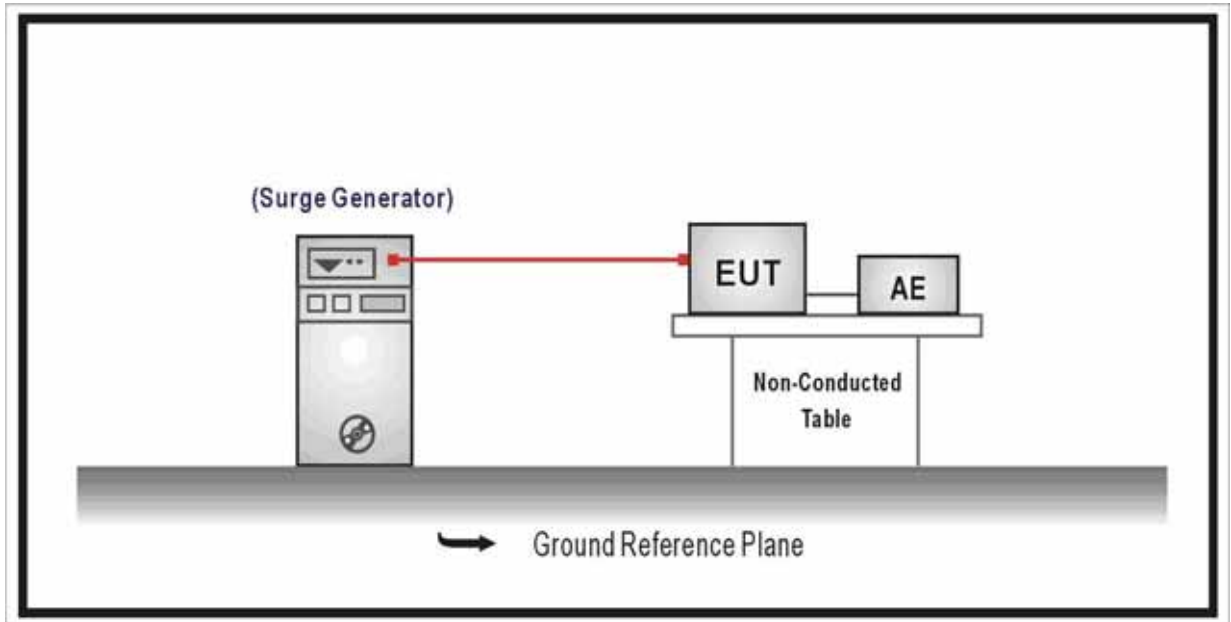 (Surge Generator)
EUT
AE
Non-Conducted
Table
Ground Reference Plane